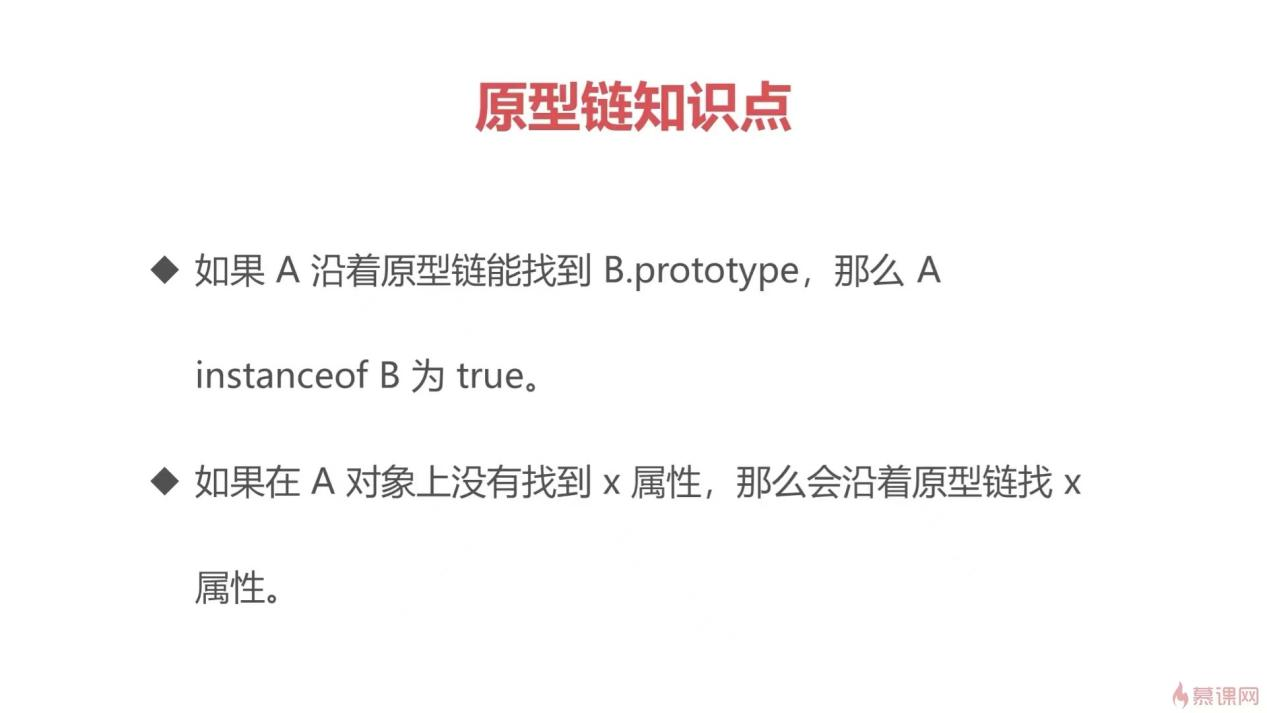 原型链知识点
◆ 如果 A 沿着原型链能找到 B.prototype，那么 A
instanceof B 为 true。
◆ 如果在 A 对象上没有找到 x 属性，那么会沿着原型链找 x
属性。
慕课网